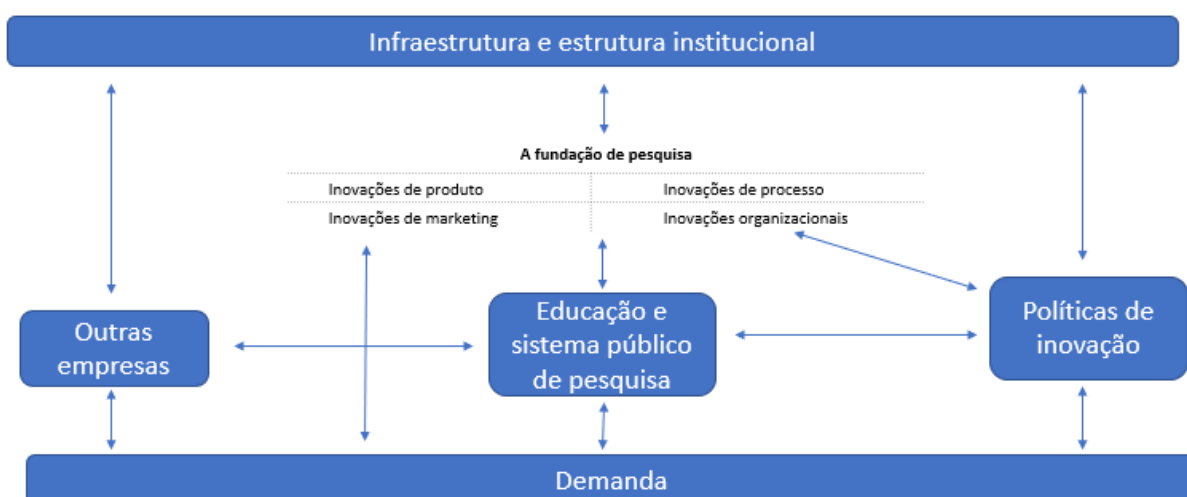 Infraestrutura e estrutura institucional
A fundação de pesquisa
Inovações de produto
Inovações de processo
Inovações de marketing
Inovações organizacionais
Outras
empresas
Educação e
sistema público
de pesquisa
Políticas de
inovação
Demanda